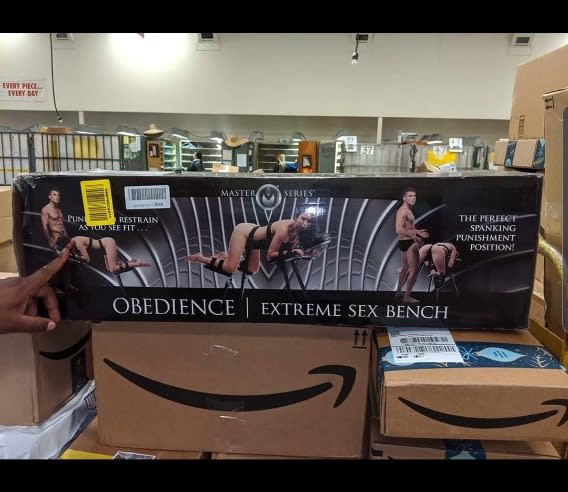 EVERY PIECE...
EVERY DAY
MASTER SERIES
RESTRAIN
AS YOU SEE FIT . . .
THE PERFECT
SPANKING
PUNISHMENT
POSITION!
OBEDIENCE | EXTREME SEX BENCH